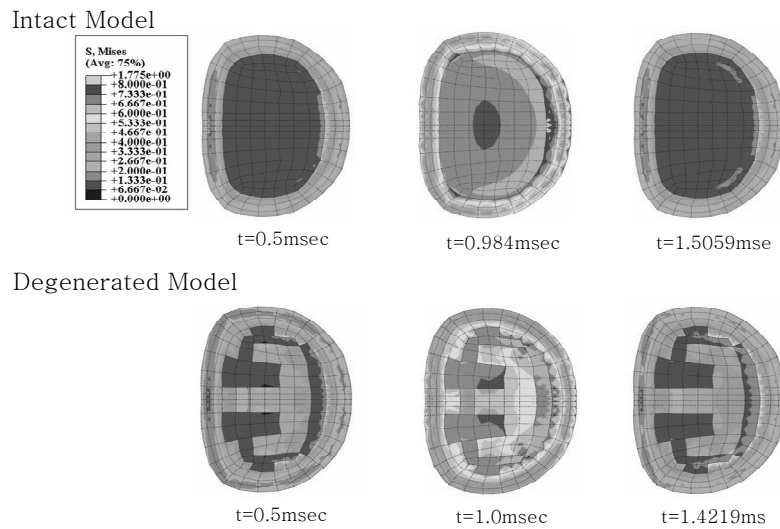 Intact Model
S, Mises
(Avg: 75%)
+1.775e+00
+8.000e-01
+7.333e-01
+6.667e-01
+6.000e-01
+5.333e-01
+4.667e-01
+4.000e-01
+3.333e-01
+2.667e-01
+2.000e-01
+1.333e-01
+6.667e-02
+0.000e+00
t=0.5msec
t=0.984msec
t=1.5059mse
Degenerated Model
t=0.5msec
t=1.0msec
t=1.4219ms